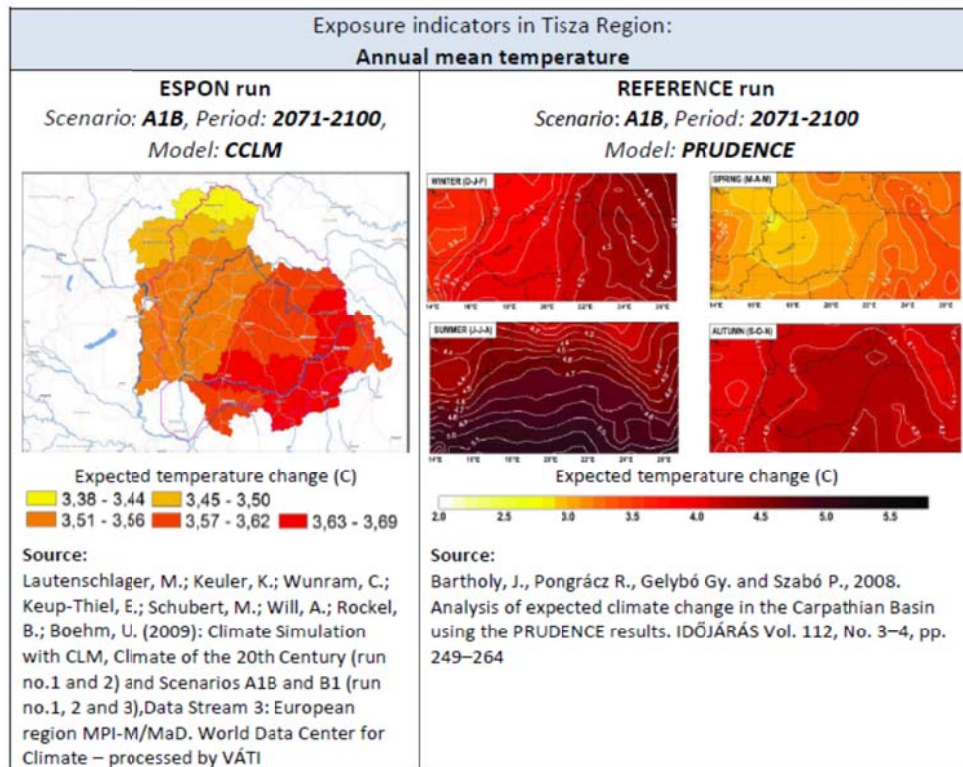 Exposure indicators in Tisza Region:
Annual mean temperature
ESPON run
Scenario: A1B, Period: 2071-2100,
Model: CCLM
REFERENCE run
Scenario: A1B, Period: 2071-2100
Model: PRUDENCE
WINTER (D-J-F)
SPRING (M-A-M)
14°E 16°E 18°E 20°E 22°E 24°E 26°E
SUMMER (J-J-A)
AUTUMN (S-O-N)
Expected temperature change (C)
3,38 - 3,44 3,45 - 3,50
3,51 - 3,56 3,57 - 3,62 3,63 - 3,69
Expected temperature change (C)
2.0 2.5 3.0 3.5 4.0 4.5 5.0 5.5
Source:
Lautenschlager, M.; Keuler, K.; Wunram, C.;
Keup-Thiel, E.; Schubert, M.; Will, A.; Rockel,
B.; Boehm, U. (2009): Climate Simulation
with CLM, Climate of the 20th Century (run
no.1 and 2) and Scenarios A1B and B1 (run
no.1, 2 and 3),Data Stream 3: European
region MPI-M/MaD. World Data Center for
Climate – processed by VÁTI
Source:
Bartholy, J., Pongrácz R., Gelybó Gy. and Szabó P., 2008.
Analysis of expected climate change in the Carpathian Basin
using the PRUDENCE results. IDŐJÁRÁS Vol. 112, No. 3–4, pp.
249–264